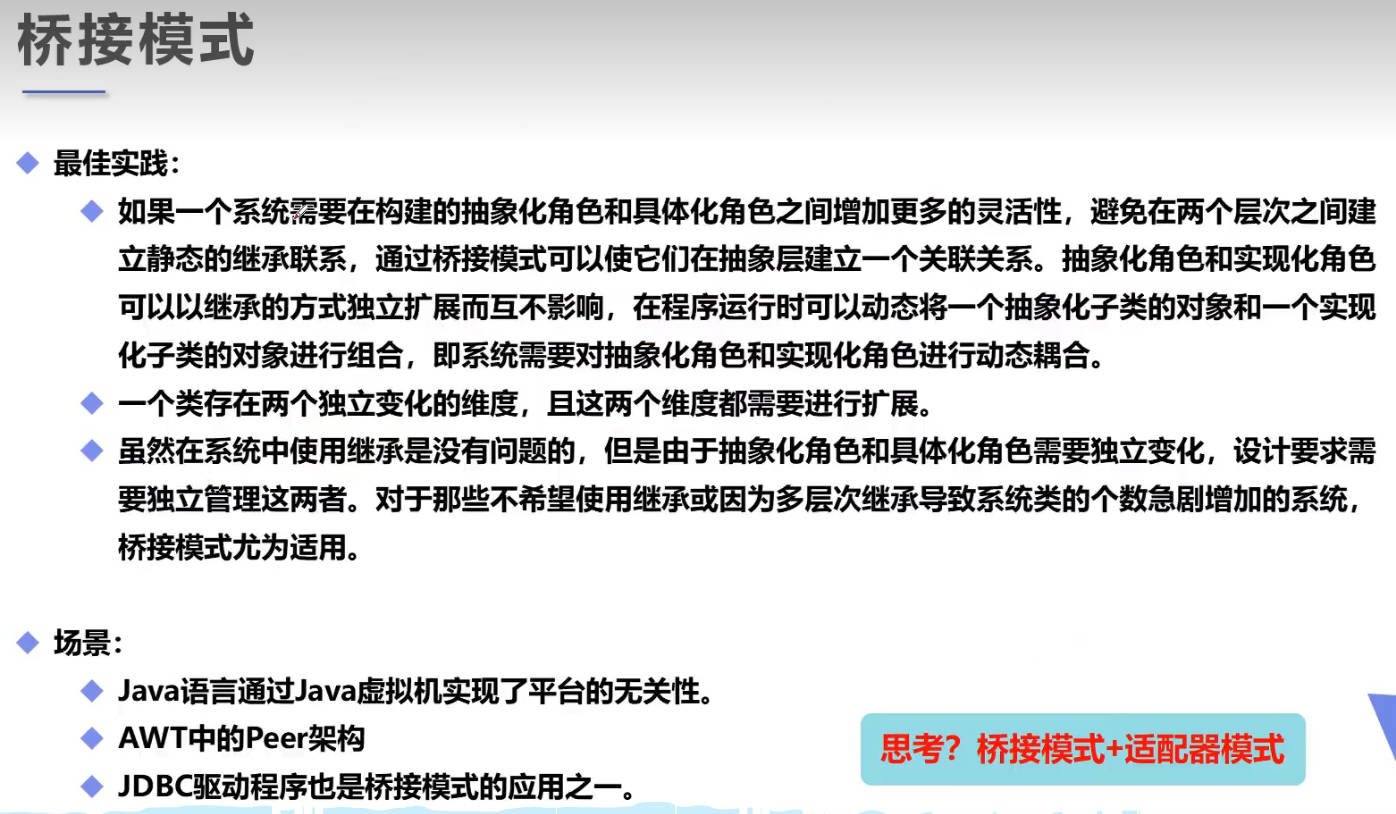 桥接模式
最佳实践：
如果一个系统需要在构建的抽象化角色和具体化角色之间增加更多的灵活性，避免在两个层次之间建
立静态的继承联系，通过桥接模式可以使它们在抽象层建立一个关联关系。抽象化角色和实现化角色
可以以继承的方式独立扩展而互不影响，在程序运行时可以动态将一个抽象化子类的对象和一个实现
化子类的对象进行组合，即系统需要对抽象化角色和实现化角色进行动态耦合。
一个类存在两个独立变化的维度，且这两个维度都需要进行扩展。
虽然在系统中使用继承是没有问题的，但是由于抽象化角色和具体化角色需要独立变化，设计要求需
要独立管理这两者。对于那些不希望使用继承或因为多层次继承导致系统类的个数急剧增加的系统，
桥接模式尤为适用。
场景：
Java语言通过Java虚拟机实现了平台的无关性。
AWT中的Peer架构
JDBC驱动程序也是桥接模式的应用之一。
思考？桥接模式+适配器模式